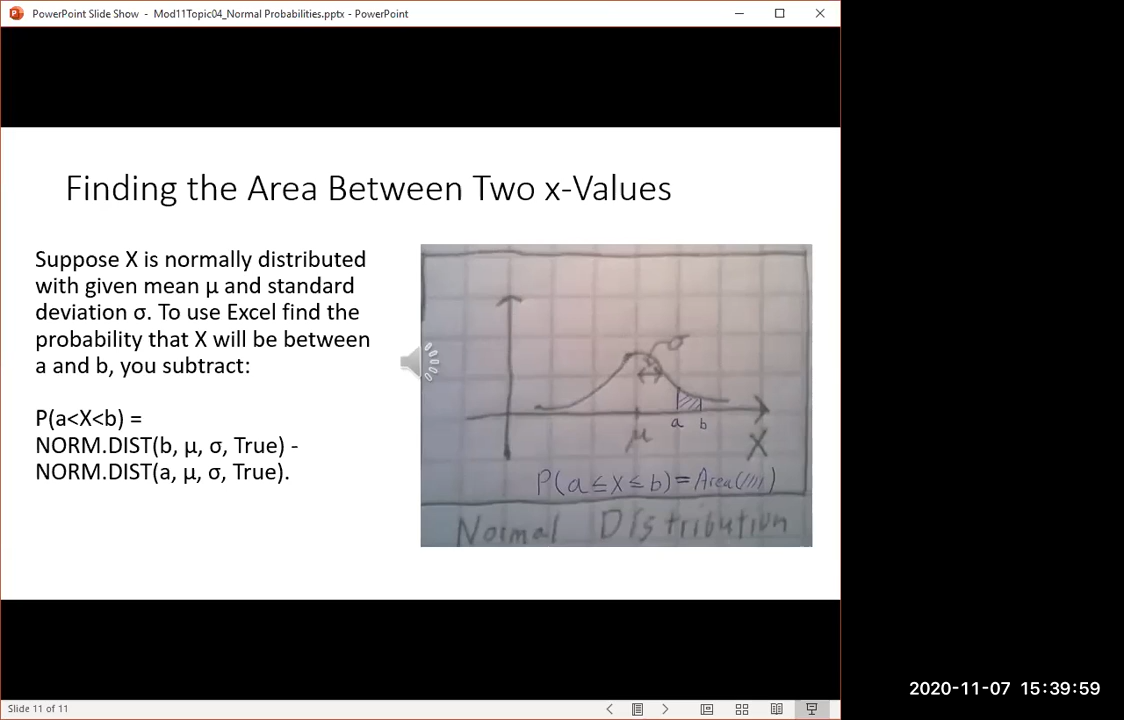 PowerPoint Slide Show - Mod11Topic04_Normal Probabilities.pptx - PowerPoint
Finding the Area Between Two x-Values
Suppose X is normally distributed
with given mean μ and standard
deviation σ. To use Excel find the
probability that X will be between
a and b, you subtract:
P(a<X<b) =
NORM.DIST(b, μ, σ, True) -
NORM.DIST(a, μ, σ, True).
σ
a b
μ
X
P(a≤X≤b)=Area(////)
Normal Distribution
2020-11-07 15:39:59
Slide 11 of 11